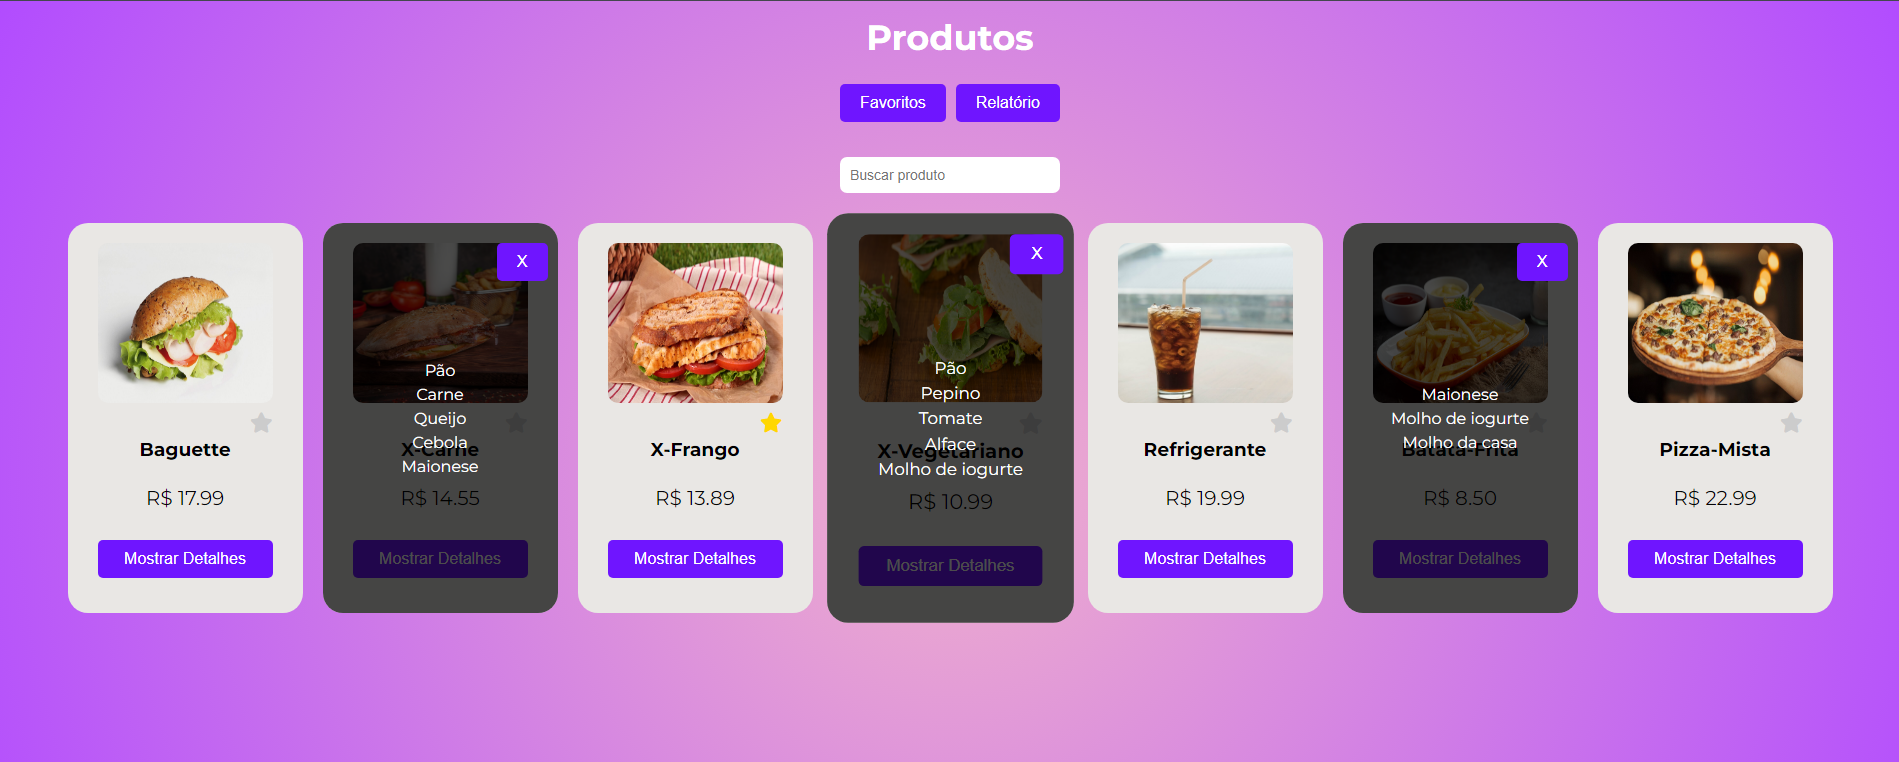 Produtos
Favoritos
Relatório
Buscar produto
Baguette
R$ 17.99
Mostrar Detalhes
X
Pão
Carne
Queijo
Cebola
Maionese
X-Carne
R$ 14.55
Mostrar Detalhes
X-Frango
R$ 13.89
Mostrar Detalhes
X
Pão
Pepino
Tomate
Alface
Molho de iogurte
X-Vegetariano
R$ 10.99
Mostrar Detalhes
Refrigerante
R$ 19.99
Mostrar Detalhes
X
Maionese
Molho de iogurte
Molho da casa
Batata-Frita
R$ 8.50
Mostrar Detalhes
Pizza-Mista
R$ 22.99
Mostrar Detalhes